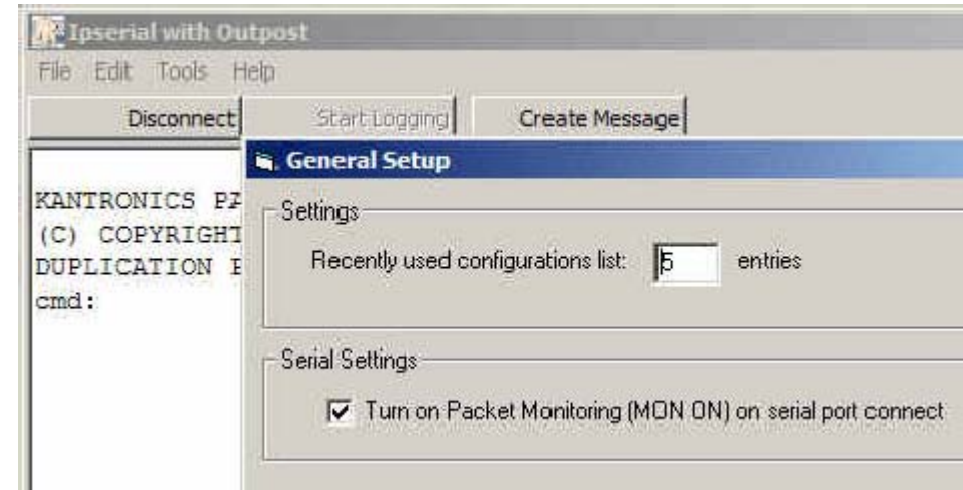 Ipserial with Outpost
File Edit Tools Help
Disconnect Start Logging Create Message
General Setup
KANTRONICS PA
(C) COPYRIGHT
DUPLICATION
cmd:
Settings
Recently used configurations list: 5 entries
Serial Settings
Turn on Packet Monitoring (MON ON) on serial port connect